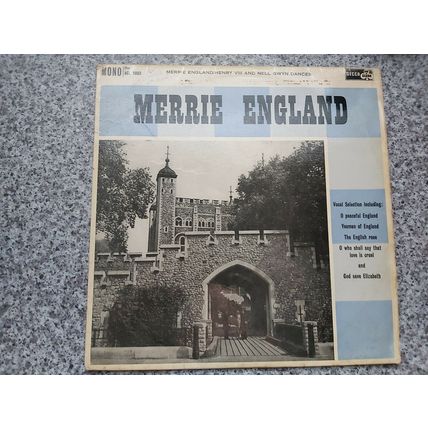 MONO
MERRIE ENGLAND/HENRY VIII AND NELL GWYN DANCES
DECCA
MERRIE ENGLAND
Vocal Selection including:
O peaceful England
Yeomen of England
The English rose
O who shall say that
love is cruel
and
God save Elizabeth